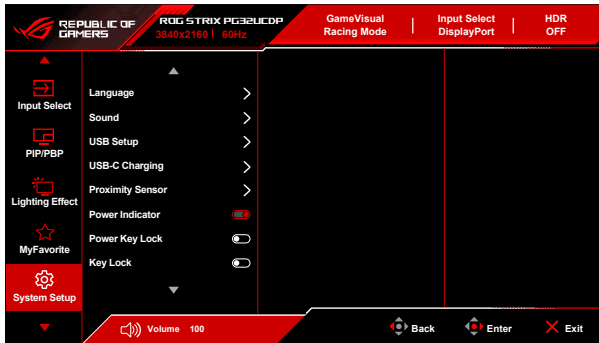 REPUBLIC OF
GAMERS
ROG STRIX PG32UCDP
3840x2160 | 60Hz
GameVisual
Racing Mode
Input Select
DisplayPort
HDR
OFF
Input Select
PIP/PBP
Lighting Effect
MyFavorite
System Setup
Language
Sound
USB Setup
USB-C Charging
Proximity Sensor
Power Indicator
Power Key Lock
Key Lock
Volume 100
Back
Enter
Exit